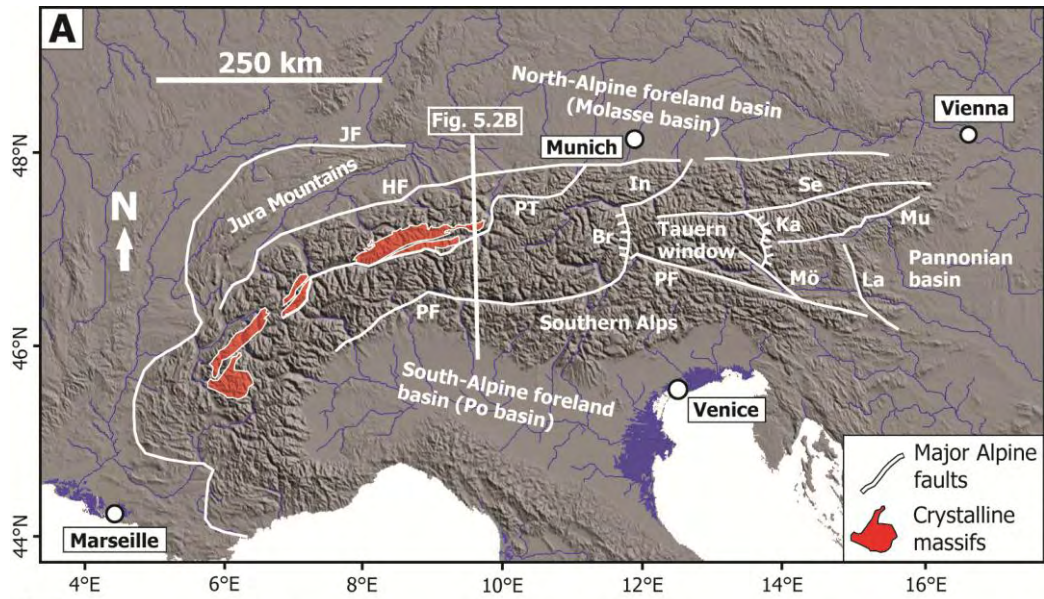 A
250 km
North-Alpine foreland basin
(Molasse basin)
Vienna
Fig. 5.2B
Munich
48°N
JF
Jura Mountains
HF
N
PT
In
Se
Br
Tauern
window
Ka
Mu
PF
Mö
La
Pannonian
basin
PF
Southern Alps
46°N
South-Alpine foreland
basin (Po basin)
Venice
Major Alpine
faults
Crystalline
massifs
Marseille
44°N
4°E
6°E
8°E
10°E
12°E
14°E
16°E